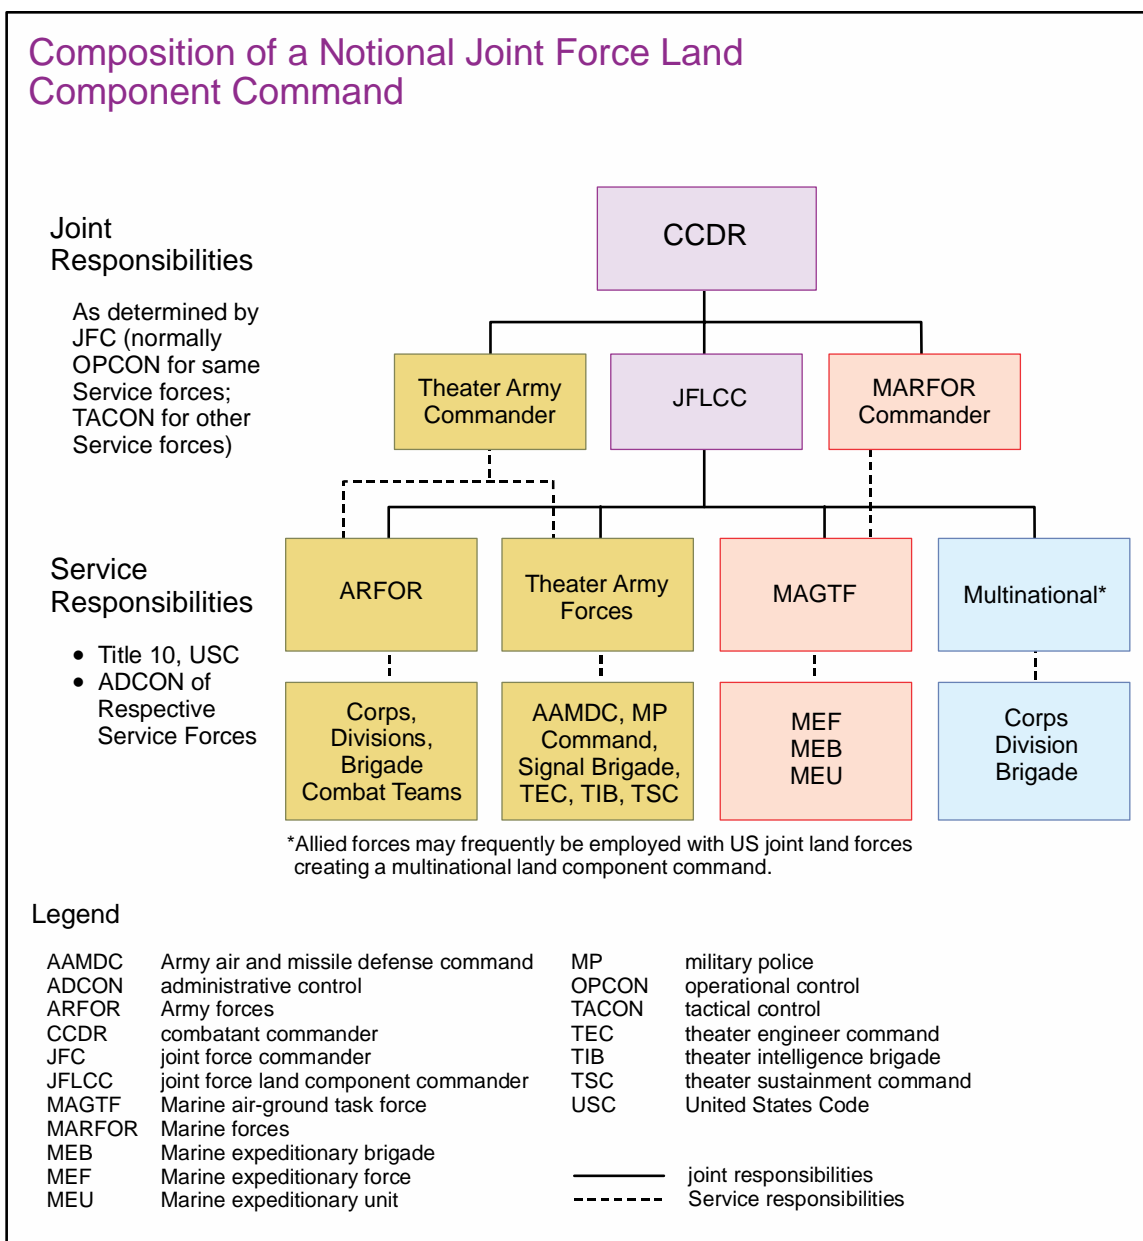 Composition of a Notional Joint Force Land
Component Command
CCDR
Joint
Responsibilities
As determined by
JFC (normally
OPCON for same
Service forces;
TACON for other
Service forces)
Theater Army
Commander
JFLCC
MARFOR
Commander
Service
Responsibilities
• Title 10, USC
• ADCON of
Respective
Service Forces
ARFOR
Theater Army
Forces
MAGTF
Multinational*
Corps,
Divisions,
Brigade
Combat Teams
AAMDC, MP
Command,
Signal Brigade,
TEC, TIB, TSC
MEF
MEB
MEU
Corps
Division
Brigade
*Allied forces may frequently be employed with US joint land forces
creating a multinational land component command.
Legend
AAMDC Army air and missile defense command
ADCON administrative control
ARFOR Army forces
CCDR combatant commander
JFC joint force commander
JFLCC joint force land component commander
MAGTF Marine air-ground task force
MARFOR Marine forces
MEB Marine expeditionary brigade
MEF Marine expeditionary force
MEU Marine expeditionary unit
MP military police
OPCON operational control
TACON tactical control
TEC theater engineer command
TIB theater intelligence brigade
TSC theater sustainment command
USC United States Code
joint responsibilities
Service responsibilities